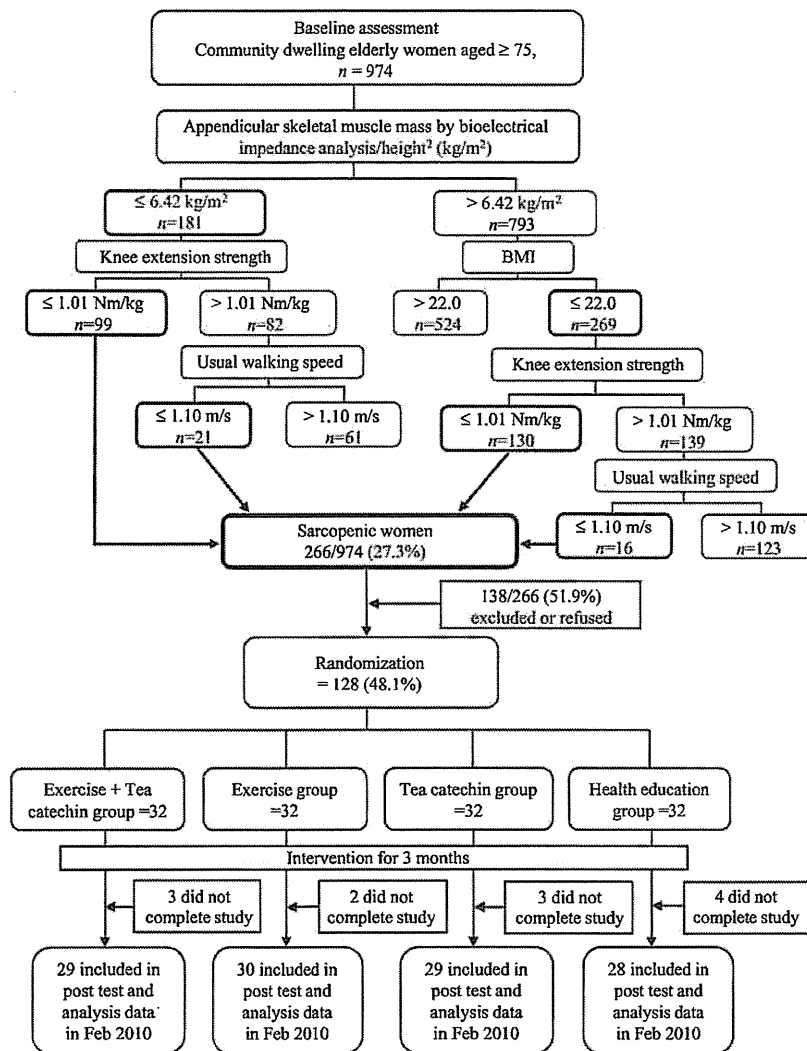 Baseline assessment
Community dwelling elderly women aged ≥ 75,
n = 974
Appendicular skeletal muscle mass by bioelectrical
impedance analysis/height² (kg/m²)
≤ 6.42 kg/m²
n=181
> 6.42 kg/m²
n=793
Knee extension strength
BMI
≤ 1.01 Nm/kg
n=99
> 1.01 Nm/kg
n=82
> 22.0
n=524
≤ 22.0
n=269
Usual walking speed
Knee extension strength
≤ 1.10 m/s
n=21
> 1.10 m/s
n=61
≤ 1.01 Nm/kg
n=130
> 1.01 Nm/kg
n=139
Usual walking speed
Sarcopenic women
266/974 (27.3%)
≤ 1.10 m/s
n=16
> 1.10 m/s
n=123
138/266 (51.9%)
excluded or refused
Randomization
= 128 (48.1%)
Exercise + Tea
catechin group =32
Exercise group
=32
Tea catechin group
=32
Health education
group =32
Intervention for 3 months
3 did not
complete study
2 did not
complete study
3 did not
complete study
4 did not
complete study
29 included in
post test and
analysis data
in Feb 2010
30 included in
post test and
analysis data
in Feb 2010
29 included in
post test and
analysis data
in Feb 2010
28 included in
post test and
analysis data
in Feb 2010